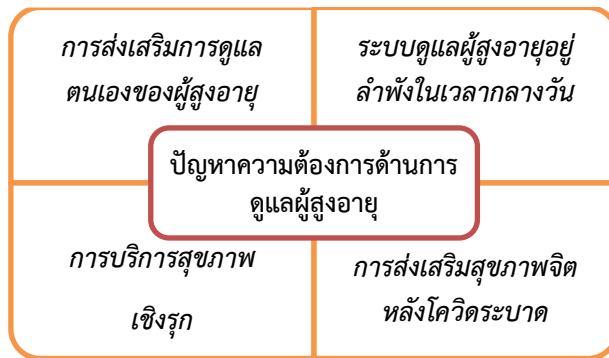 การส่งเสริมการดูแล
ตนเองของผู้สูงอายุ
ระบบดูแลผู้สูงอายุอยู่
ลำพังในเวลากลางวัน
ปัญหาความต้องการด้านการ
ดูแลผู้สูงอายุ
การบริการสุขภาพ
เชิงรุก
การส่งเสริมสุขภาพจิต
หลังโควิดระบาด